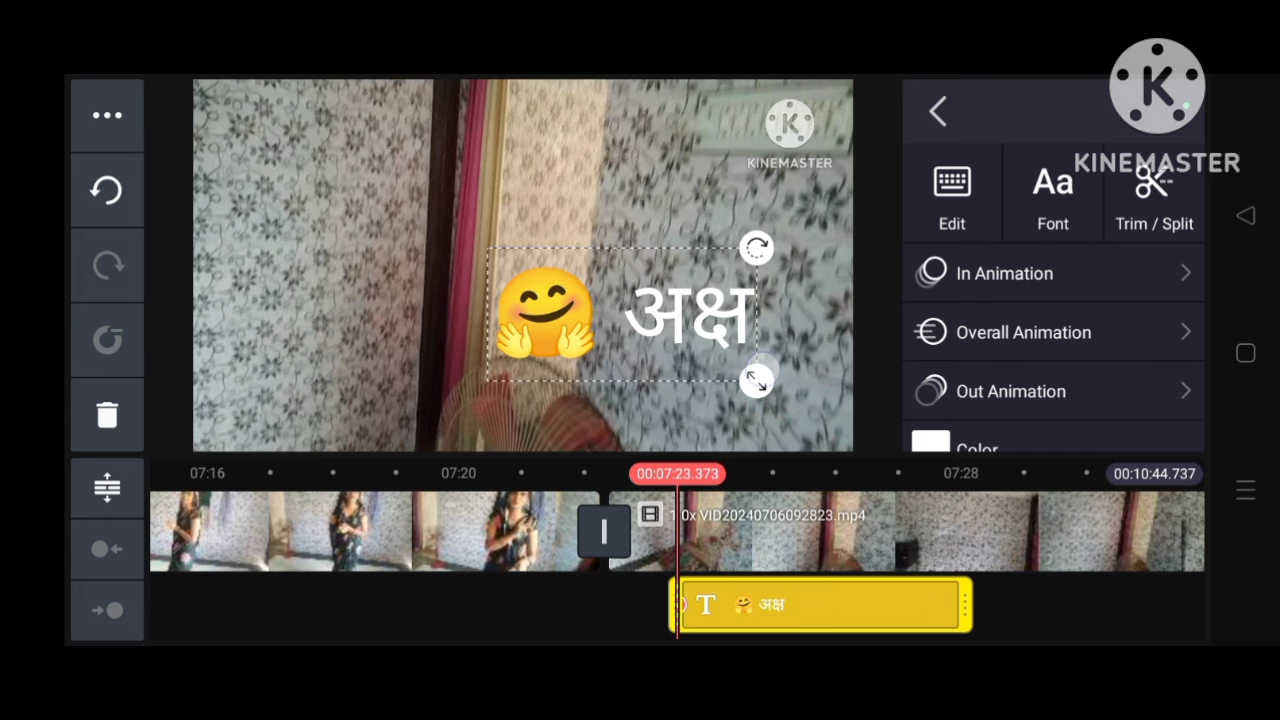 KINEMASTER
KINEMASTER
🤗 अक्ष
Edit
Aa
Font
Trim / Split
In Animation
Overall Animation
Out Animation
Color
07:16
07:20
00:07:23.373
07:28
00:10:44.737
1.0x VID20240706092823.mp4
T 🤗 अक्ष